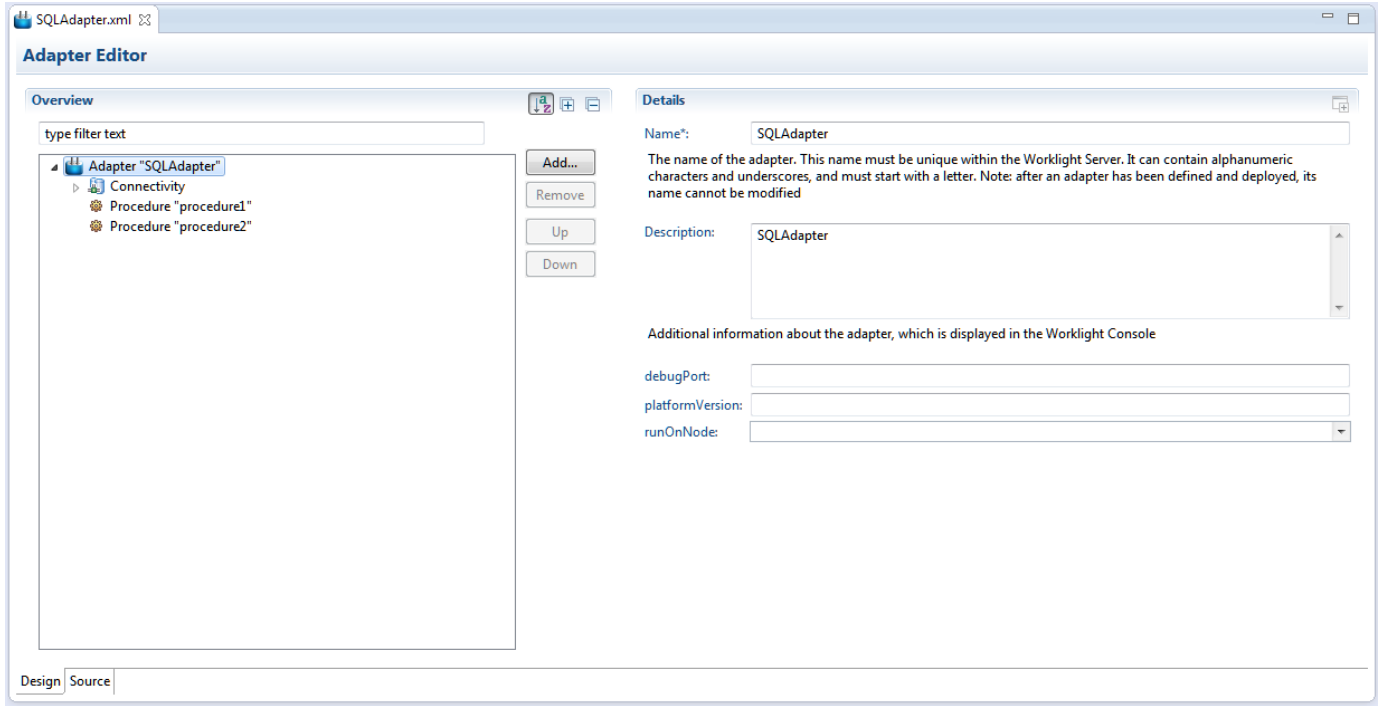 SQLAdapter.xml
Adapter Editor
Overview
type filter text
Adapter "SQLAdapter"
Connectivity
Procedure "procedure1"
Procedure "procedure2"
Add...
Remove
Up
Down
Details
Name*: SQLAdapter
The name of the adapter. This name must be unique within the Worklight Server. It can contain alphanumeric
characters and underscores, and must start with a letter. Note: after an adapter has been defined and deployed, its
name cannot be modified
Description: SQLAdapter
Additional information about the adapter, which is displayed in the Worklight Console
debugPort:
platformVersion:
runOnNode:
Design Source